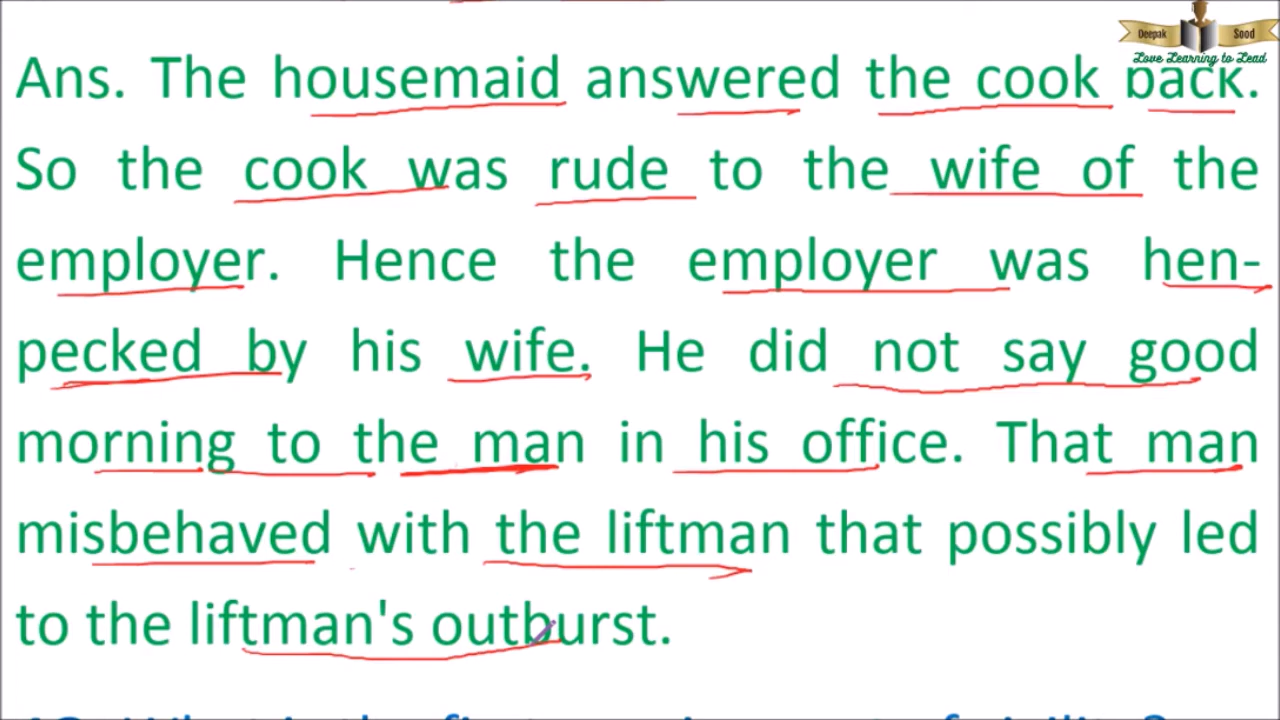 Deepak Sood
Love Learning to Lead
Ans. The housemaid answered the cook back.
So the cook was rude to the wife of the
employer. Hence the employer was hen-
pecked by his wife. He did not say good
morning to the man in his office. That man
misbehaved with the liftman that possibly led
to the liftman's outburst.